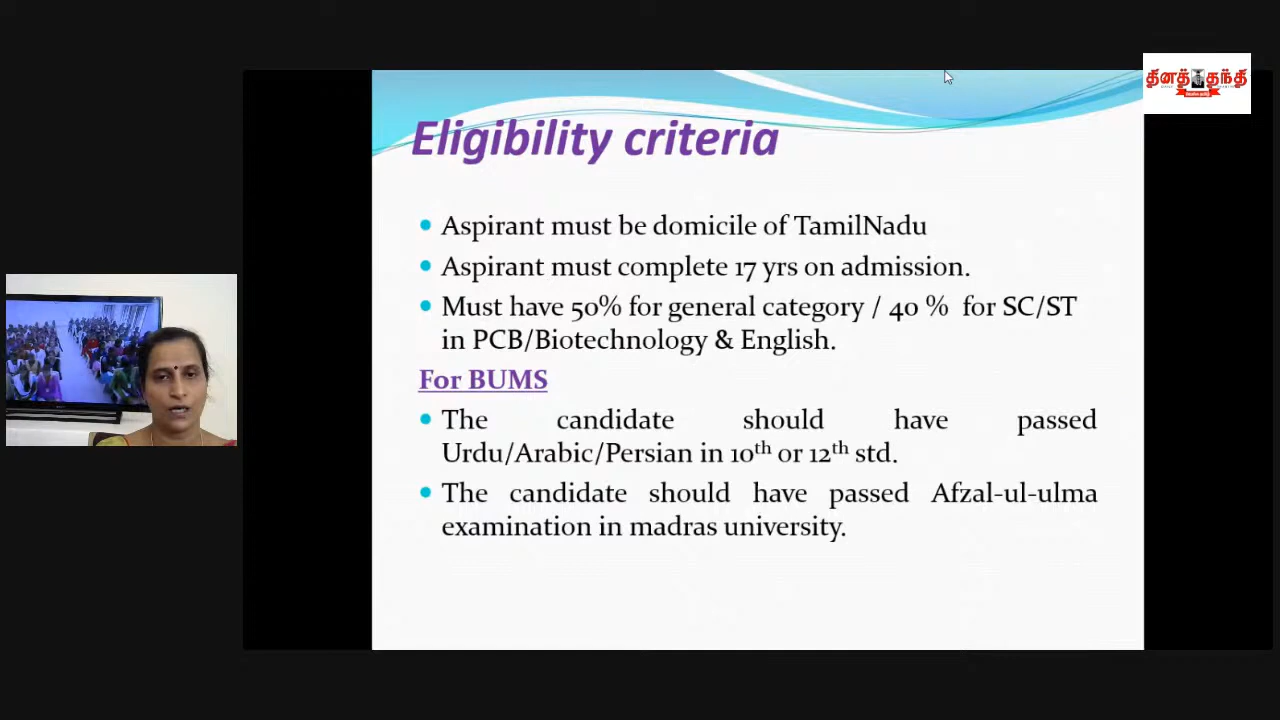 தினத்தந்தி
Eligibility criteria
Aspirant must be domicile of TamilNadu
Aspirant must complete 17 yrs on admission.
Must have 50% for general category / 40 % for SC/ST
in PCB/Biotechnology & English.
For BUMS
The candidate should have passed
Urdu/Arabic/Persian in 10th or 12th std.
The candidate should have passed Afzal-ul-ulma
examination in madras university.